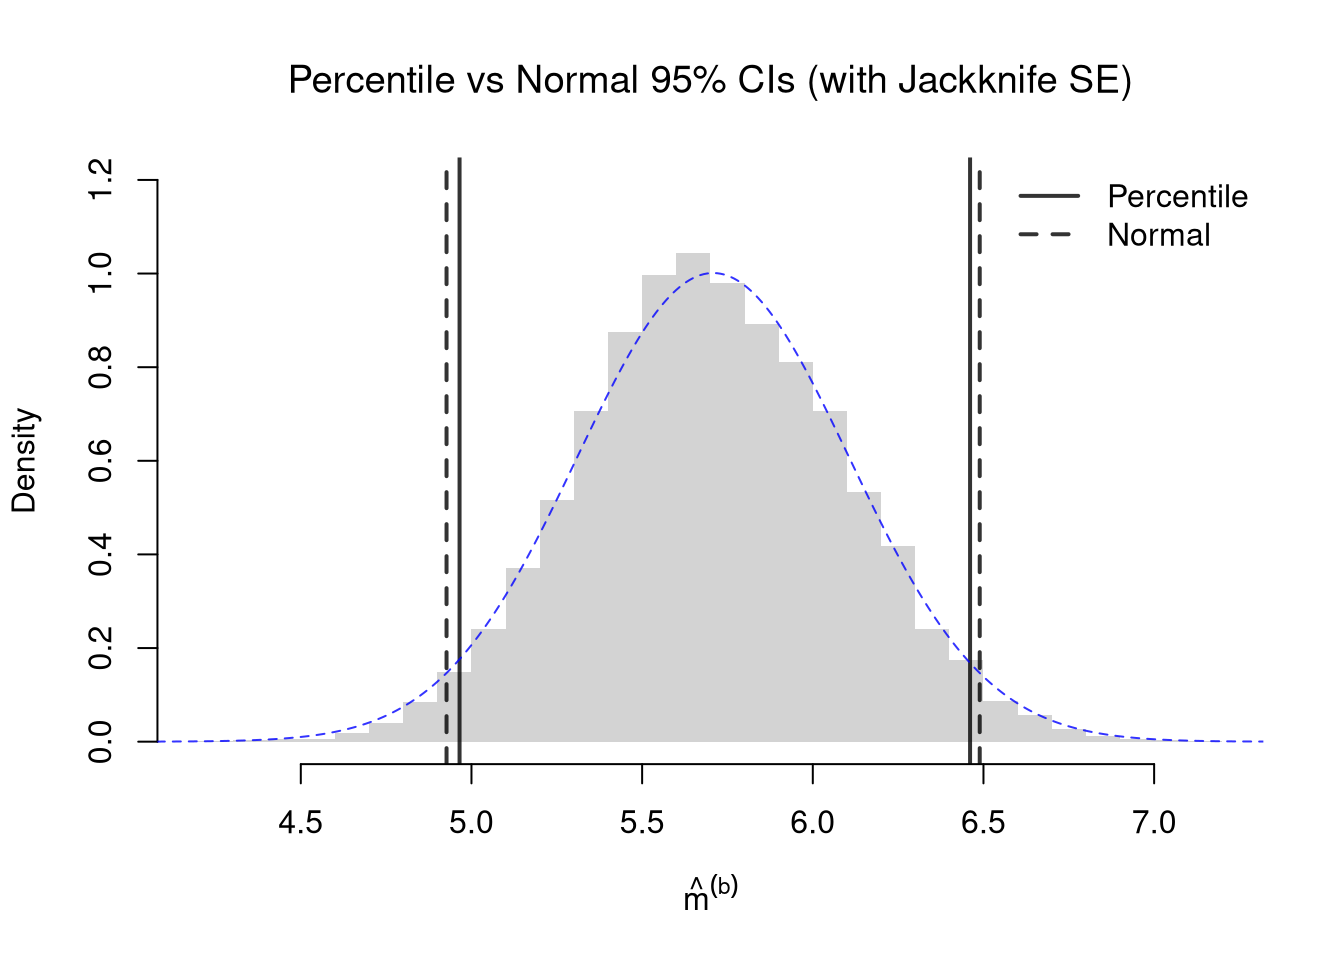 Percentile vs Normal 95% CIs (with Jackknife SE)
1.2
1.0
0.8
0.6
0.4
0.2
0.0
Density
Percentile
Normal
4.5 5.0 5.5 6.0 6.5 7.0
m̂⁽ᵇ⁾